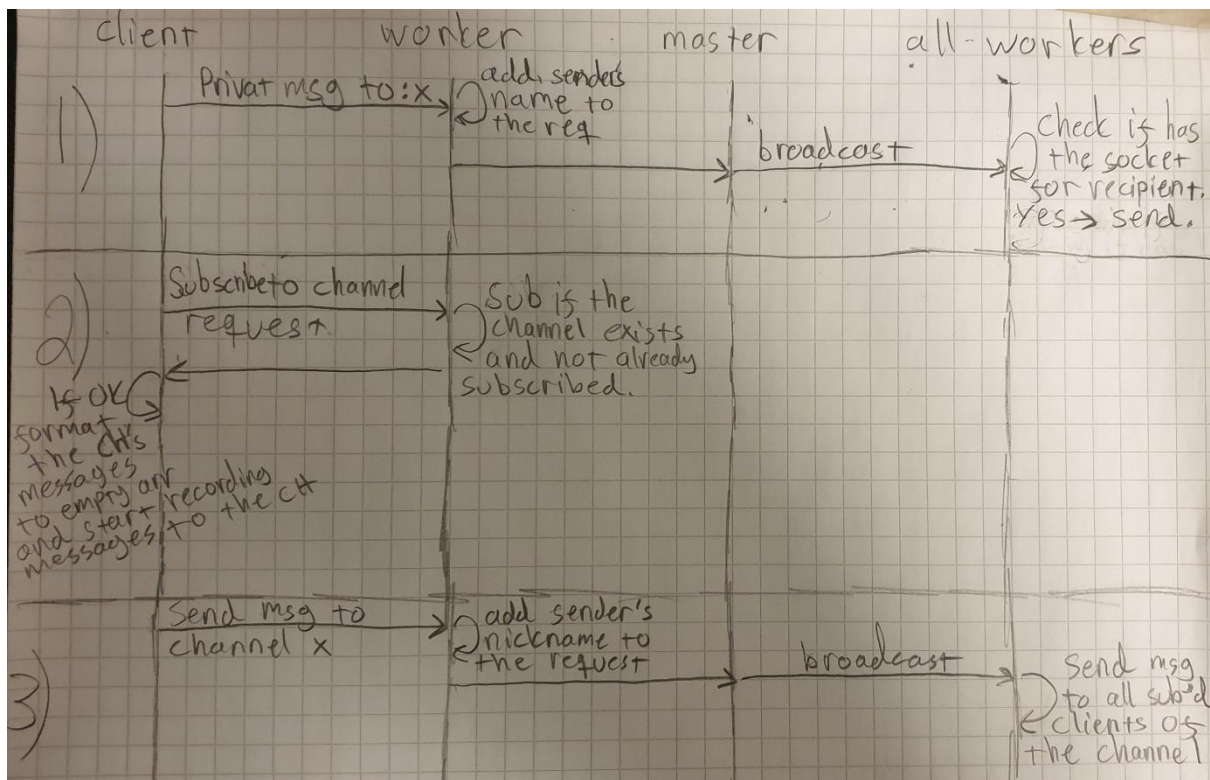 client worker master all-workers
1)
Privat msg to: x
add sender's
name to
the req
broadcast
Check if has
the socket
for recipient.
Yes → send.
2)
Subscribe to channel
request
Sub if the
channel exists
and not already
subscribed.
If OK
format
the CH's
messages
to empty arr
and start recording
messages to the CH
3)
Send msg to
channel x
add sender's
nickname to
the request
broadcast
Send msg
to all sub'd
clients of
the channel